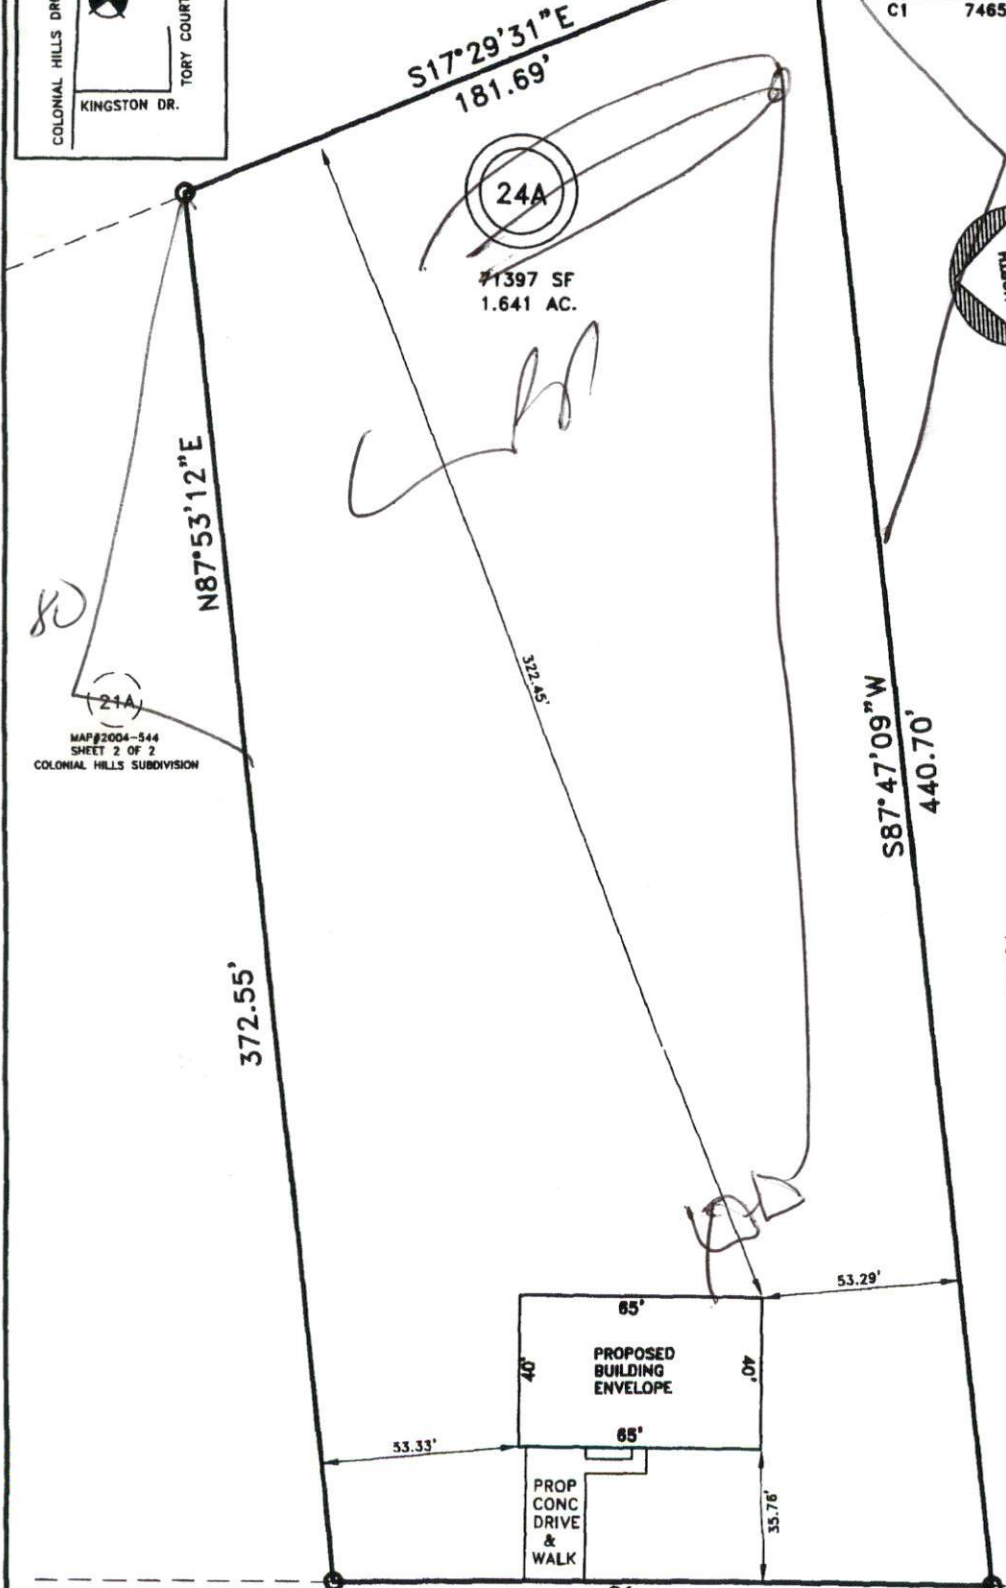 COLONIAL HILLS DR
TORY COURT
KINGSTON DR.
S17°29'31"E
181.69'
C1 7465
24A
71397 SF
1.641 AC.
N87°53'12"E
372.55'
80
21A
MAP#2004-544
SHEET 2 OF 2
COLONIAL HILLS SUBDIVISION
322.45'
S87°47'09"W
440.70'
53.29'
65'
40'
PROPOSED
BUILDING
ENVELOPE
40'
65'
53.33'
PROP
CONC
DRIVE
&
WALK
35.76'